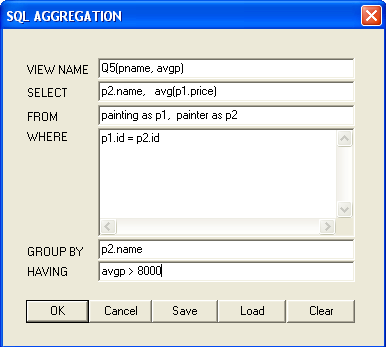 SQL AGGREGATION
VIEW NAME Q5(pname, avgp)
SELECT p2.name, avg(p1.price)
FROM painting as p1, painter as p2
WHERE p1.id = p2.id
GROUP BY p2.name
HAVING avgp > 8000
OK Cancel Save Load Clear